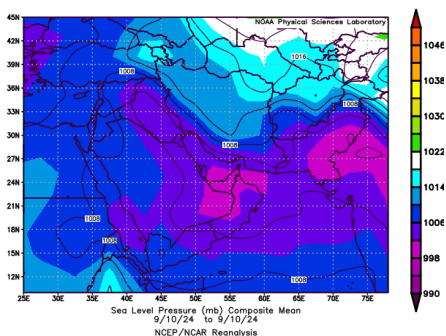 NOAA Physical Sciences Laboratory
45N
42N
39N
36N
33N
30N
27N
24N
21N
18N
15N
12N
1008
1016
1008
1008
1008
1008
1008
25E 30E 35E 40E 45E 50E 55E 60E 65E 70E 75E
1046
1038
1030
1022
1014
1006
998
990
Sea Level Pressure (mb) Composite Mean
9/10/24 to 9/10/24
NCEP/NCAR Reanalysis